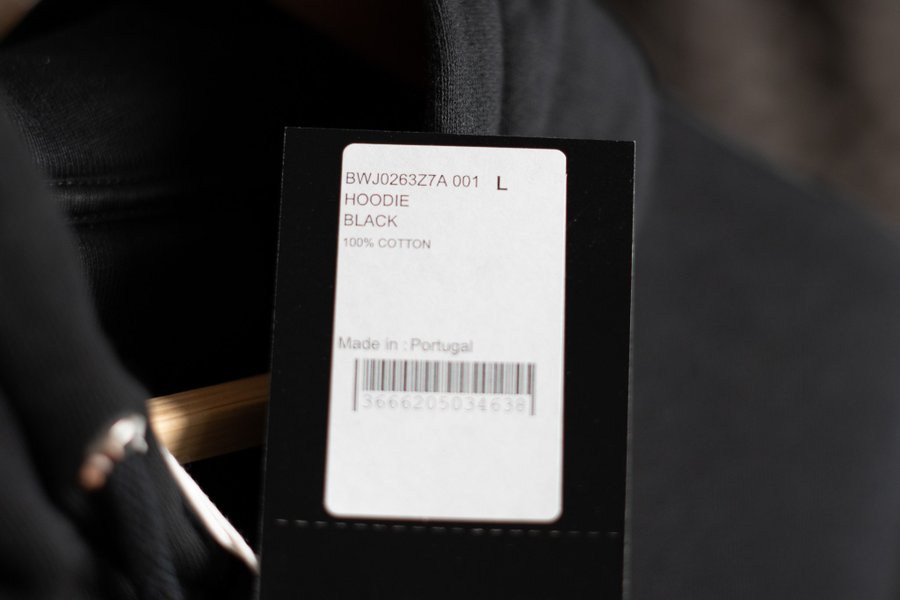 BWJ0263Z7A 001 L
HOODIE
BLACK
100% COTTON
Made in : Portugal
3666205034638